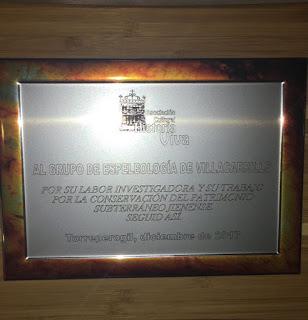 Asociación
Cultural
Historia
Viva
AL GRUPO DE ESPELEOLOGÍA DE VILLACARRILLO
POR SU LABOR INVESTIGADORA Y SU TRABAJO
POR LA CONSERVACIÓN DEL PATRIMONIO
SUBTERRÁNEO JIENENSE.
SEGUID ASÍ.
Torreperogil, diciembre de 2017